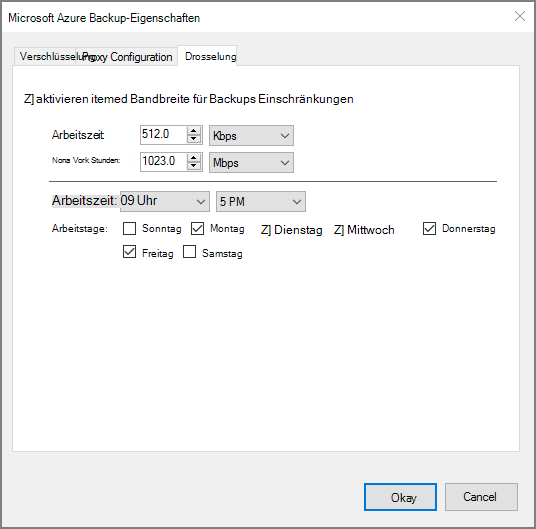 Microsoft Azure Backup-Eigenschaften
Verschlüsselung Proxy Configuration Drosselung
Z] aktivieren itemed Bandbreite für Backups Einschränkungen
Arbeitszeit 512.0 Kbps
Nona Vork Stunden: 1023.0 Mbps
Arbeitszeit: 09 Uhr 5 PM
Arbeitstage: Sonntag Montag Z] Dienstag Z] Mittwoch Donnerstag
Freitag Samstag
Okay Cancel